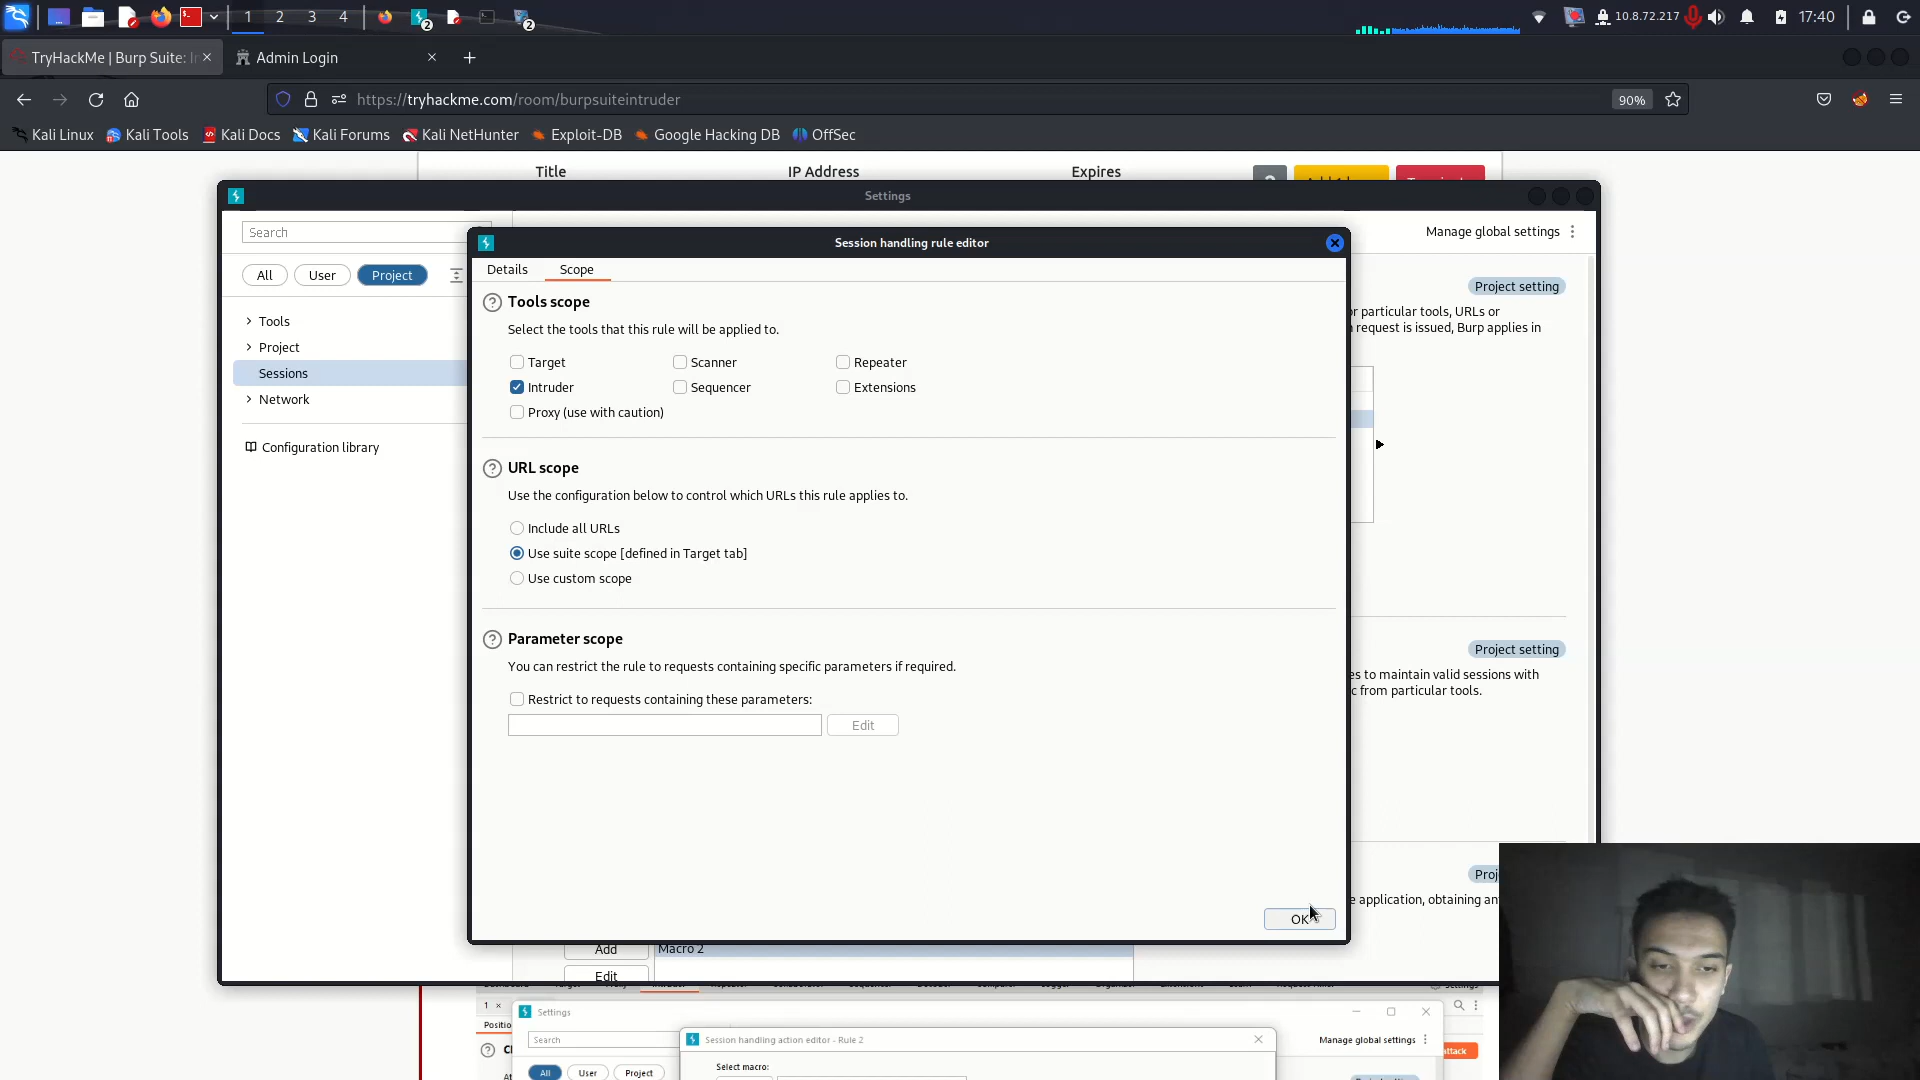 1 2 3 4
2
2
10.8.72.217
17:40
TryHackMe | Burp Suite: I
Admin Login
https://tryhackme.com/room/burpsuiteintruder
90%
Kali Linux
Kali Tools
Kali Docs
Kali Forums
Kali NetHunter
Exploit-DB
Google Hacking DB
OffSec
Title
IP Address
Expires
Settings
Search
Manage global settings
All
User
Project
Tools
Project
Sessions
Network
Configuration library
Session handling rule editor
Details
Scope
Tools scope
Select the tools that this rule will be applied to.
Target
Scanner
Repeater
Intruder
Sequencer
Extensions
Proxy (use with caution)
URL scope
Use the configuration below to control which URLs this rule applies to.
Include all URLs
Use suite scope [defined in Target tab]
Use custom scope
Parameter scope
You can restrict the rule to requests containing specific parameters if required.
Restrict to requests containing these parameters:
Edit
OK
Project setting
r particular tools, URLs or
request is issued, Burp applies in
Project setting
es to maintain valid sessions with
from particular tools.
Proj
e application, obtaining an
Add
Macro 2
Edit
Settings
1
Positio
Settings
Search
Manage global settings
attack
Session handling action editor - Rule 2
All
User
Project
Select macro: